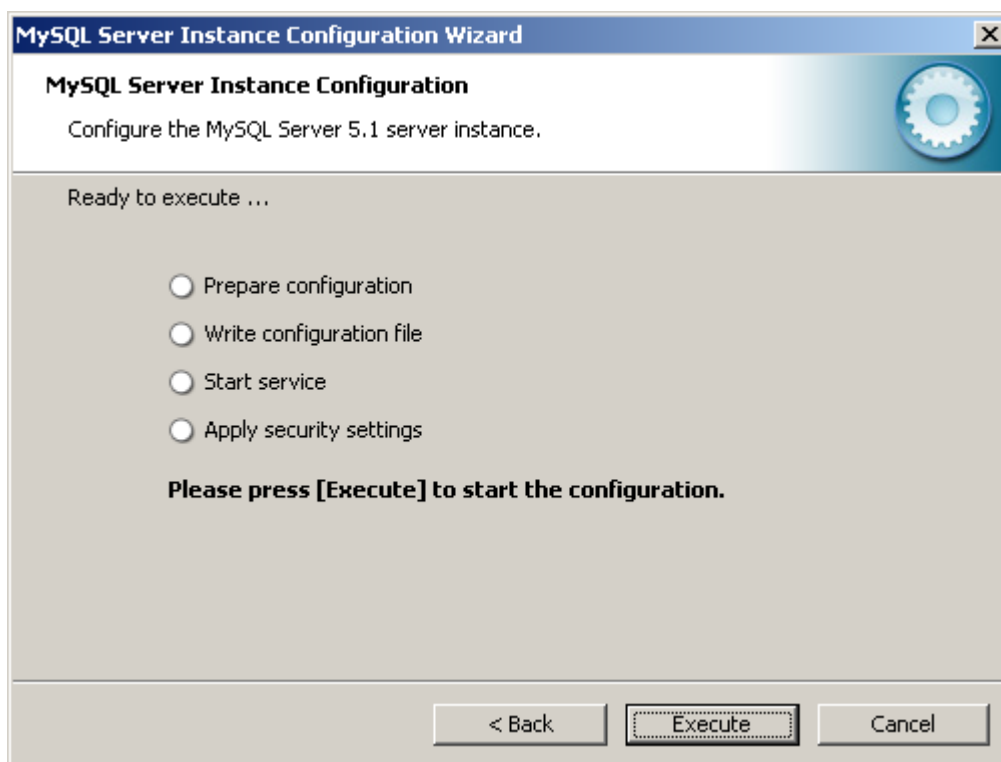 MySQL Server Instance Configuration Wizard
MySQL Server Instance Configuration
Configure the MySQL Server 5.1 server instance.
Ready to execute ...
Prepare configuration
Write configuration file
Start service
Apply security settings
Please press [Execute] to start the configuration.
< Back Execute Cancel